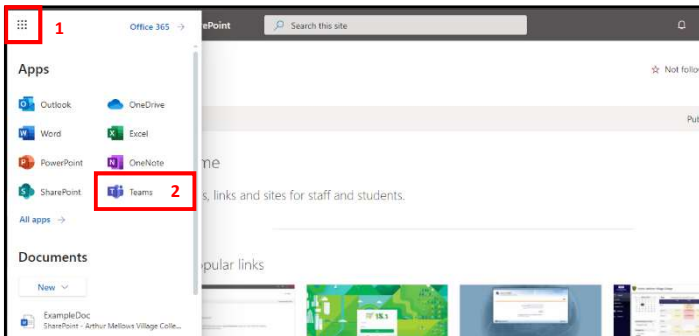 1
Office 365 →
ePoint
Search this site
Apps
Not follo
Outlook
OneDrive
Pub
Word
Excel
PowerPoint
OneNote
me
SharePoint
Teams
2
s, links and sites for staff and students.
All apps →
Documents
pular links
New
ExampleDoc
SharePoint - Arthur Mellows Village Colle...